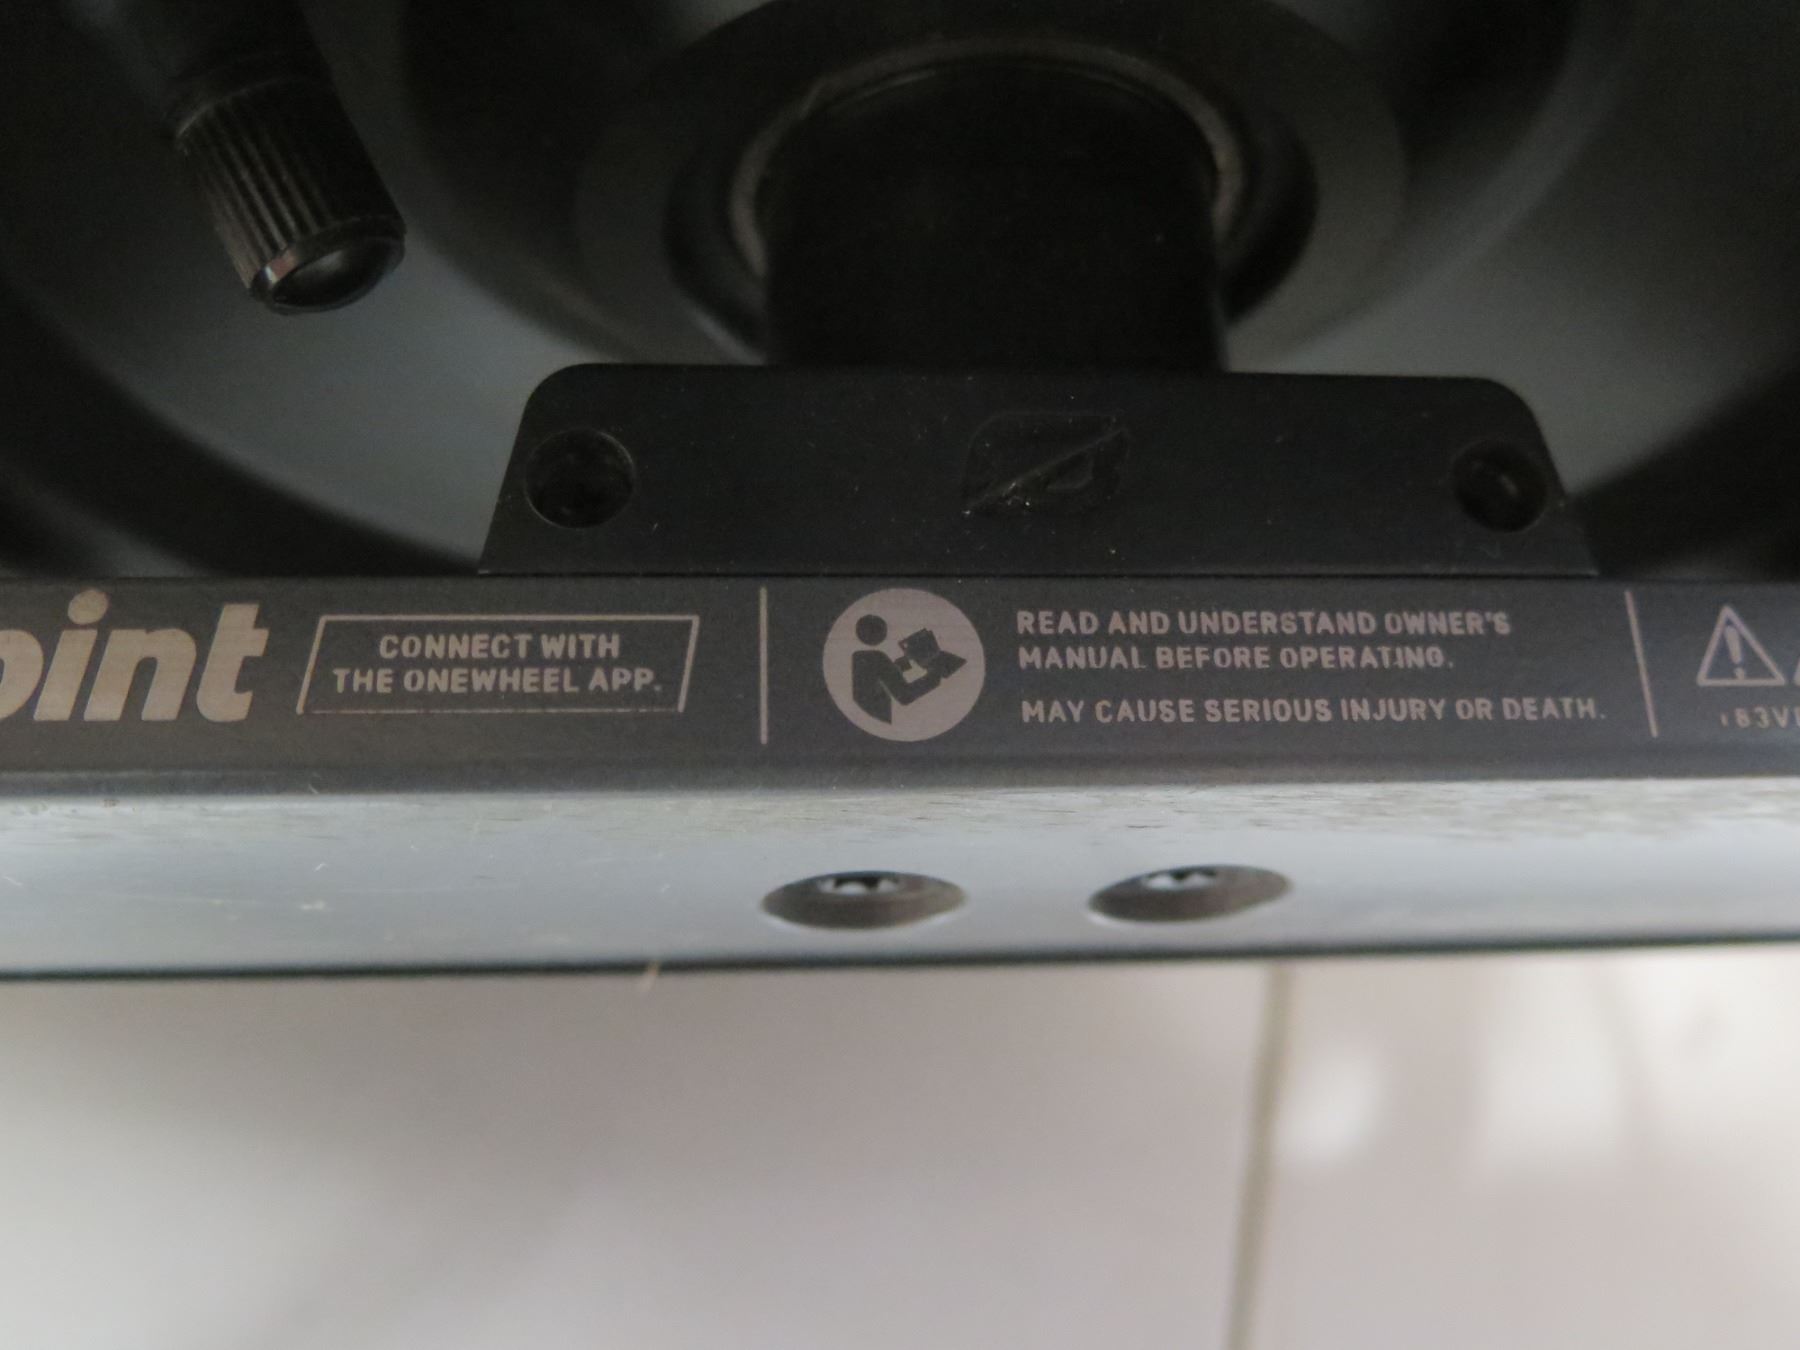 oint
CONNECT WITH
THE ONEWHEEL APP.
READ AND UNDERSTAND OWNER'S
MANUAL BEFORE OPERATING.
MAY CAUSE SERIOUS INJURY OR DEATH.